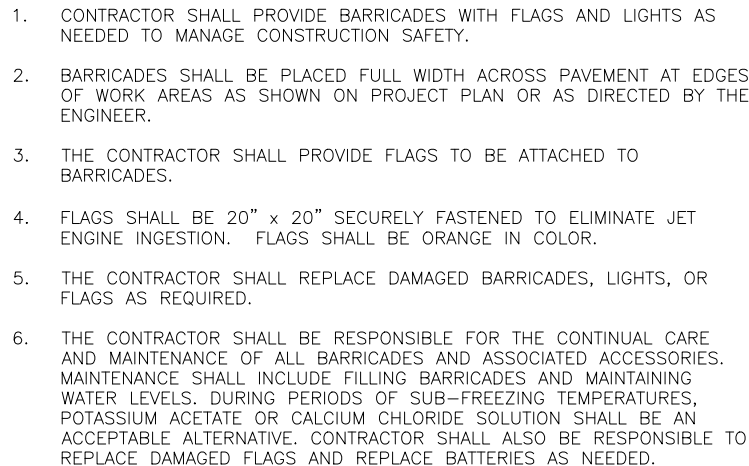 1. CONTRACTOR SHALL PROVIDE BARRICADES WITH FLAGS AND LIGHTS AS
NEEDED TO MANAGE CONSTRUCTION SAFETY.
2. BARRICADES SHALL BE PLACED FULL WIDTH ACROSS PAVEMENT AT EDGES
OF WORK AREAS AS SHOWN ON PROJECT PLAN OR AS DIRECTED BY THE
ENGINEER.
3. THE CONTRACTOR SHALL PROVIDE FLAGS TO BE ATTACHED TO
BARRICADES.
4. FLAGS SHALL BE 20" x 20" SECURELY FASTENED TO ELIMINATE JET
ENGINE INGESTION. FLAGS SHALL BE ORANGE IN COLOR.
5. THE CONTRACTOR SHALL REPLACE DAMAGED BARRICADES, LIGHTS, OR
FLAGS AS REQUIRED.
6. THE CONTRACTOR SHALL BE RESPONSIBLE FOR THE CONTINUAL CARE
AND MAINTENANCE OF ALL BARRICADES AND ASSOCIATED ACCESSORIES.
MAINTENANCE SHALL INCLUDE FILLING BARRICADES AND MAINTAINING
WATER LEVELS. DURING PERIODS OF SUB-FREEZING TEMPERATURES,
POTASSIUM ACETATE OR CALCIUM CHLORIDE SOLUTION SHALL BE AN
ACCEPTABLE ALTERNATIVE. CONTRACTOR SHALL ALSO BE RESPONSIBLE TO
REPLACE DAMAGED FLAGS AND REPLACE BATTERIES AS NEEDED.